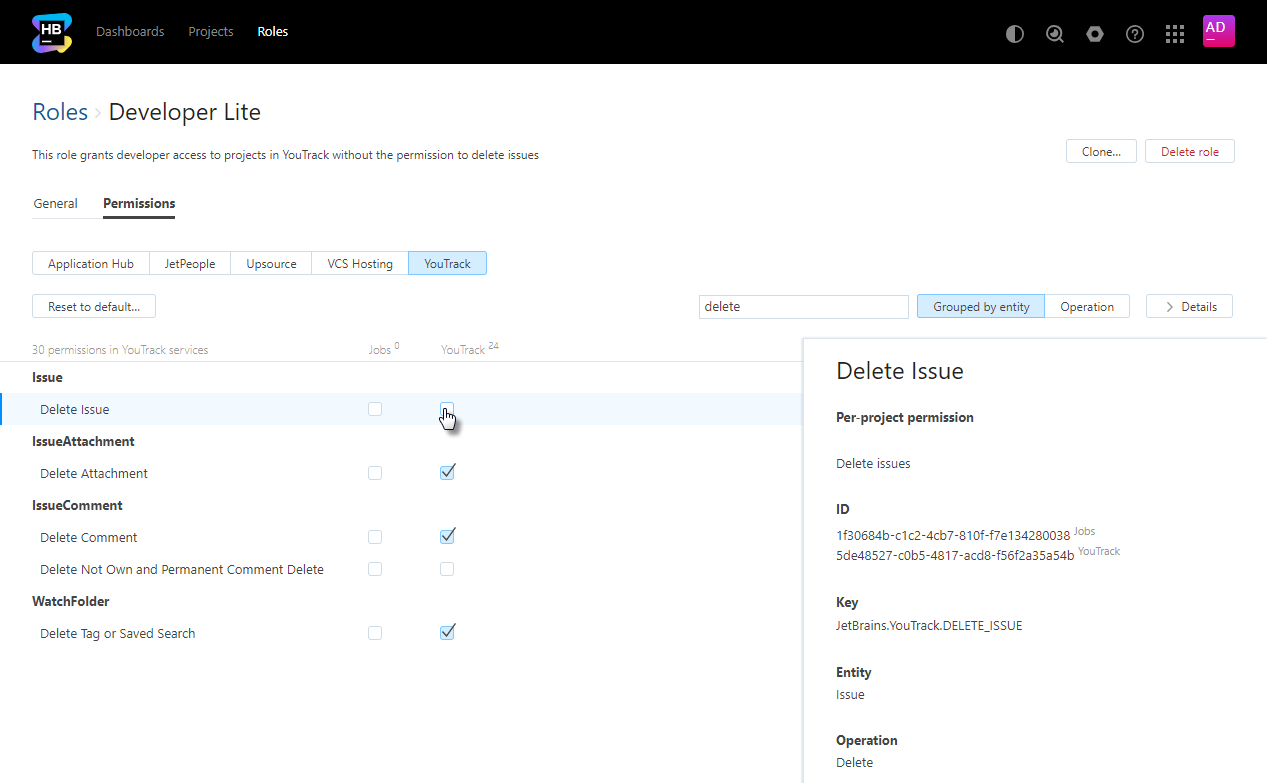 HB Dashboards Projects Roles AD
Roles › Developer Lite
This role grants developer access to projects in YouTrack without the permission to delete issues
Clone... Delete role
General Permissions
Application Hub JetPeople Upsource VCS Hosting YouTrack
Reset to default... delete Grouped by entity Operation > Details
30 permissions in YouTrack services Jobs 0 YouTrack 24
Issue
Delete Issue
IssueAttachment
Delete Attachment
IssueComment
Delete Comment
Delete Not Own and Permanent Comment Delete
WatchFolder
Delete Tag or Saved Search
Delete Issue
Per-project permission
Delete issues
ID
1f30684b-c1c2-4cb7-810f-f7e134280038 Jobs
5de48527-c0b5-4817-acd8-f56f2a35a54b YouTrack
Key
JetBrains.YouTrack.DELETE_ISSUE
Entity
Issue
Operation
Delete